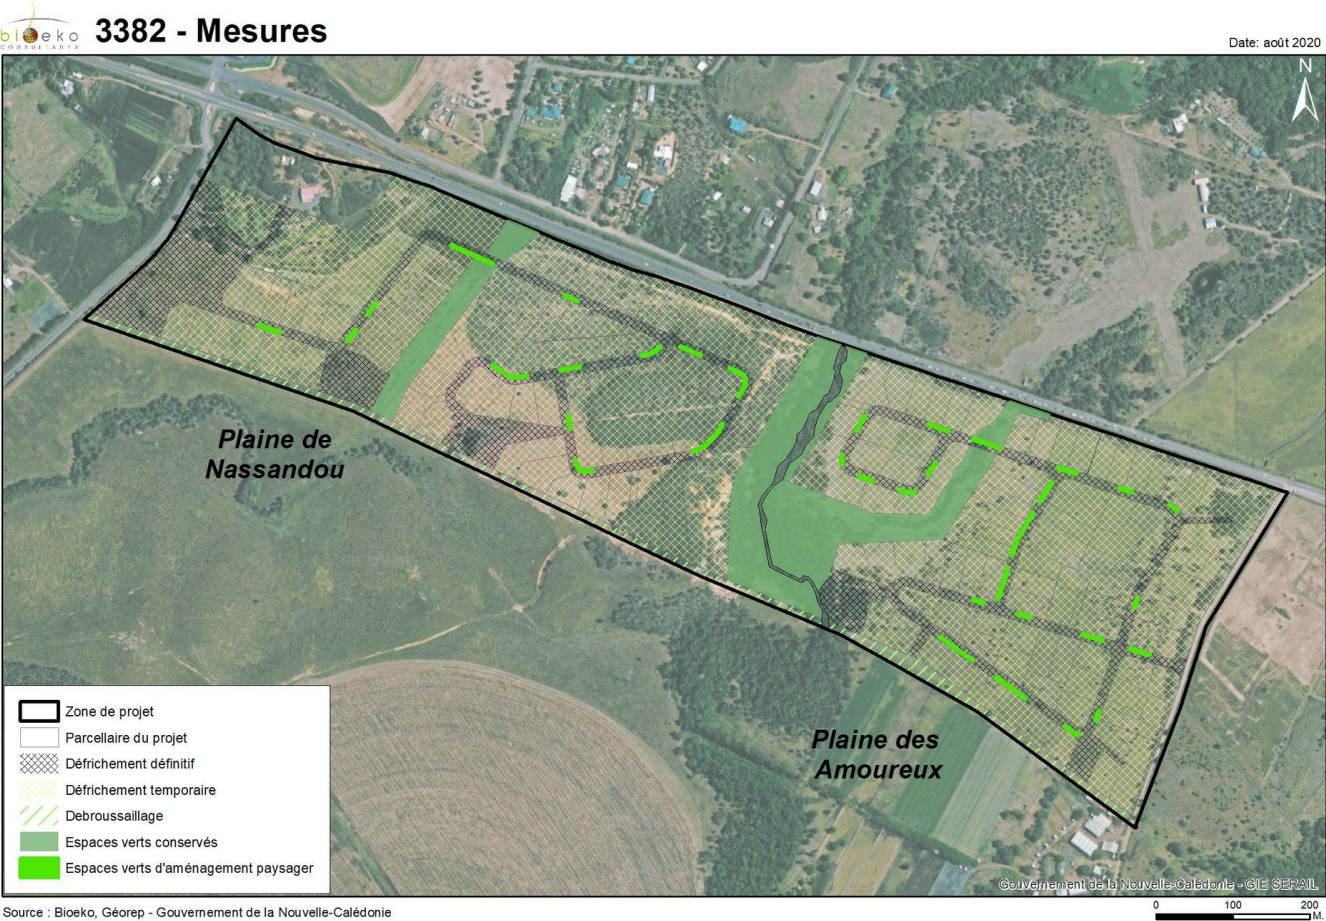 bioeko
CONSULTANTS
3382 - Mesures
Date: août 2020
N
Plaine de
Nassandou
Plaine des
Amoureux
Zone de projet
Parcellaire du projet
Défrichement définitif
Défrichement temporaire
Debroussaillage
Espaces verts conservés
Espaces verts d'aménagement paysager
Gouvernement de la Nouvelle-Calédonie - GIE SERAIL
Source : Bioeko, Géorep - Gouvernement de la Nouvelle-Calédonie
0 100 200
M.